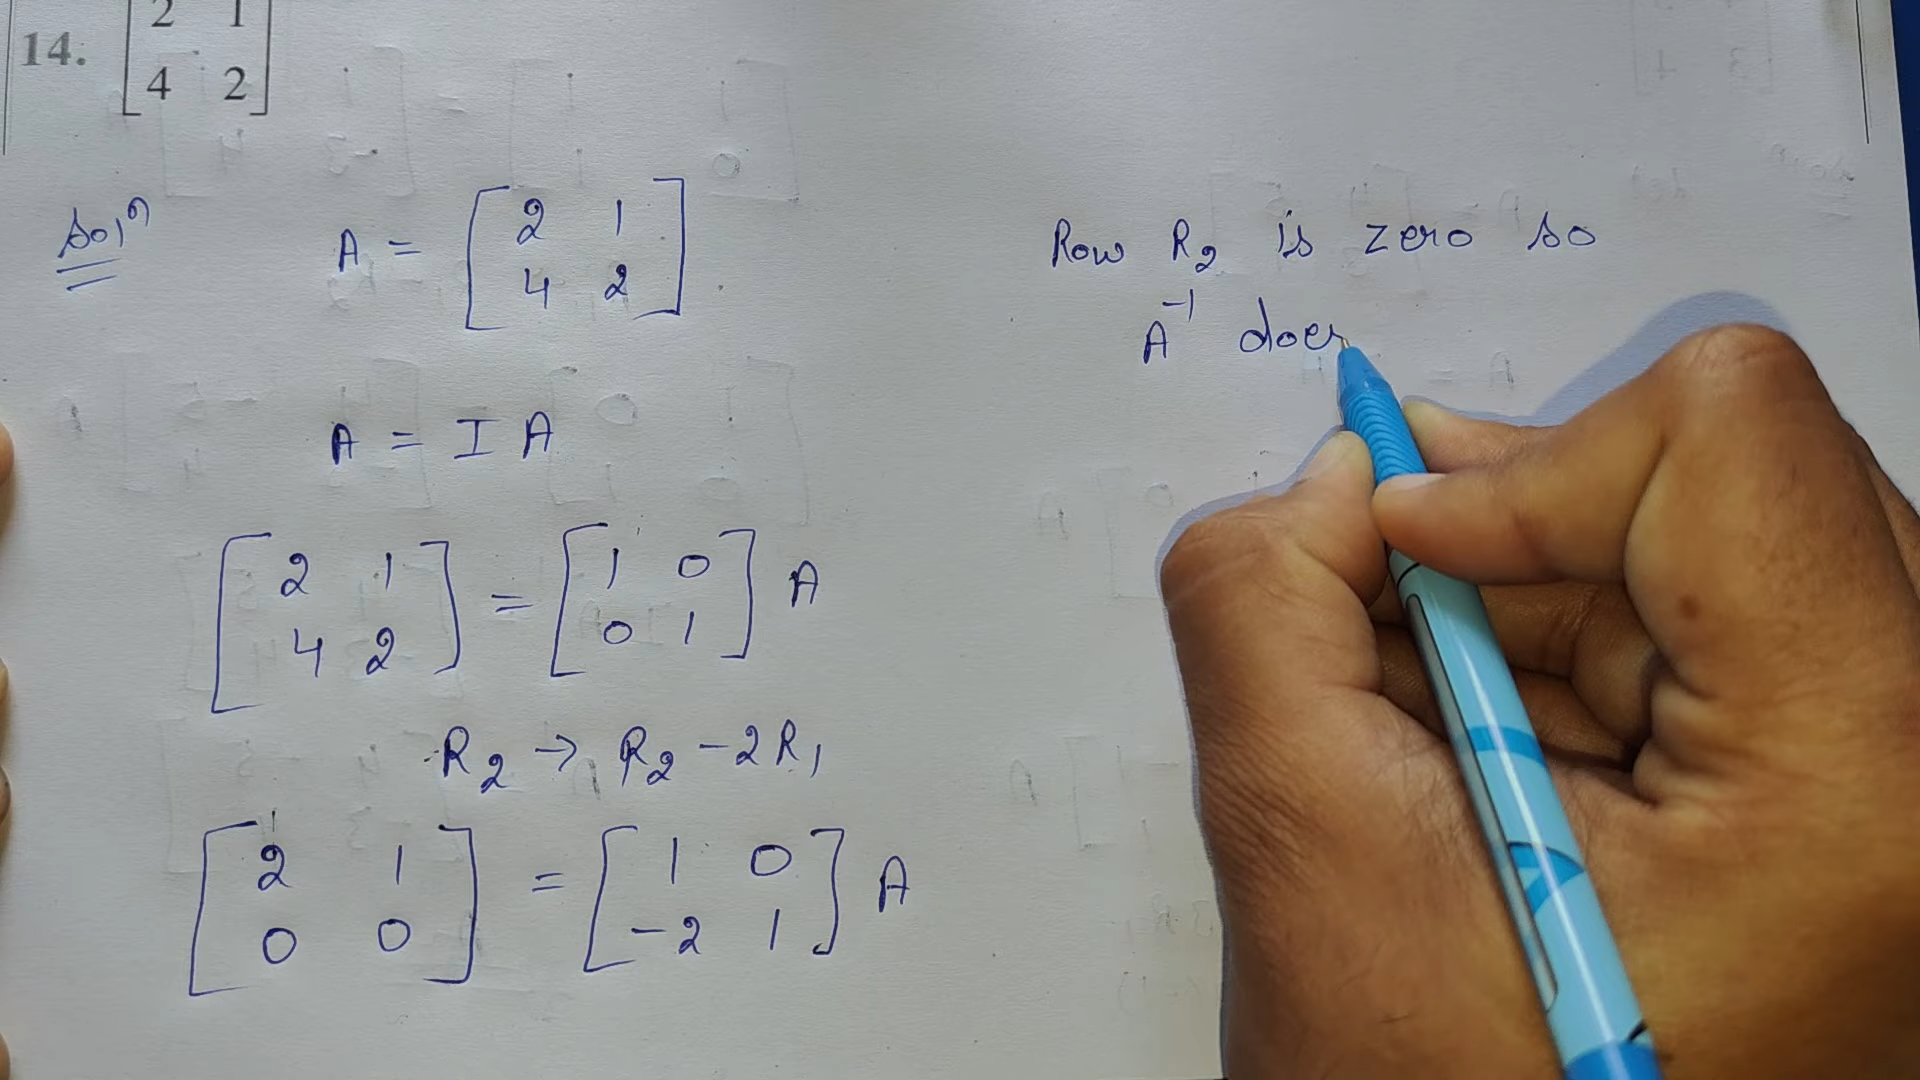 14. [2 1
4 2]
Solⁿ A = [2 1
4 2]
A = I A
[2 1
4 2] = [1 0
0 1] A
R₂ → R₂ - 2R₁
[2 1
0 0] = [1 0
-2 1] A
Row R₂ is zero so
A⁻¹ does